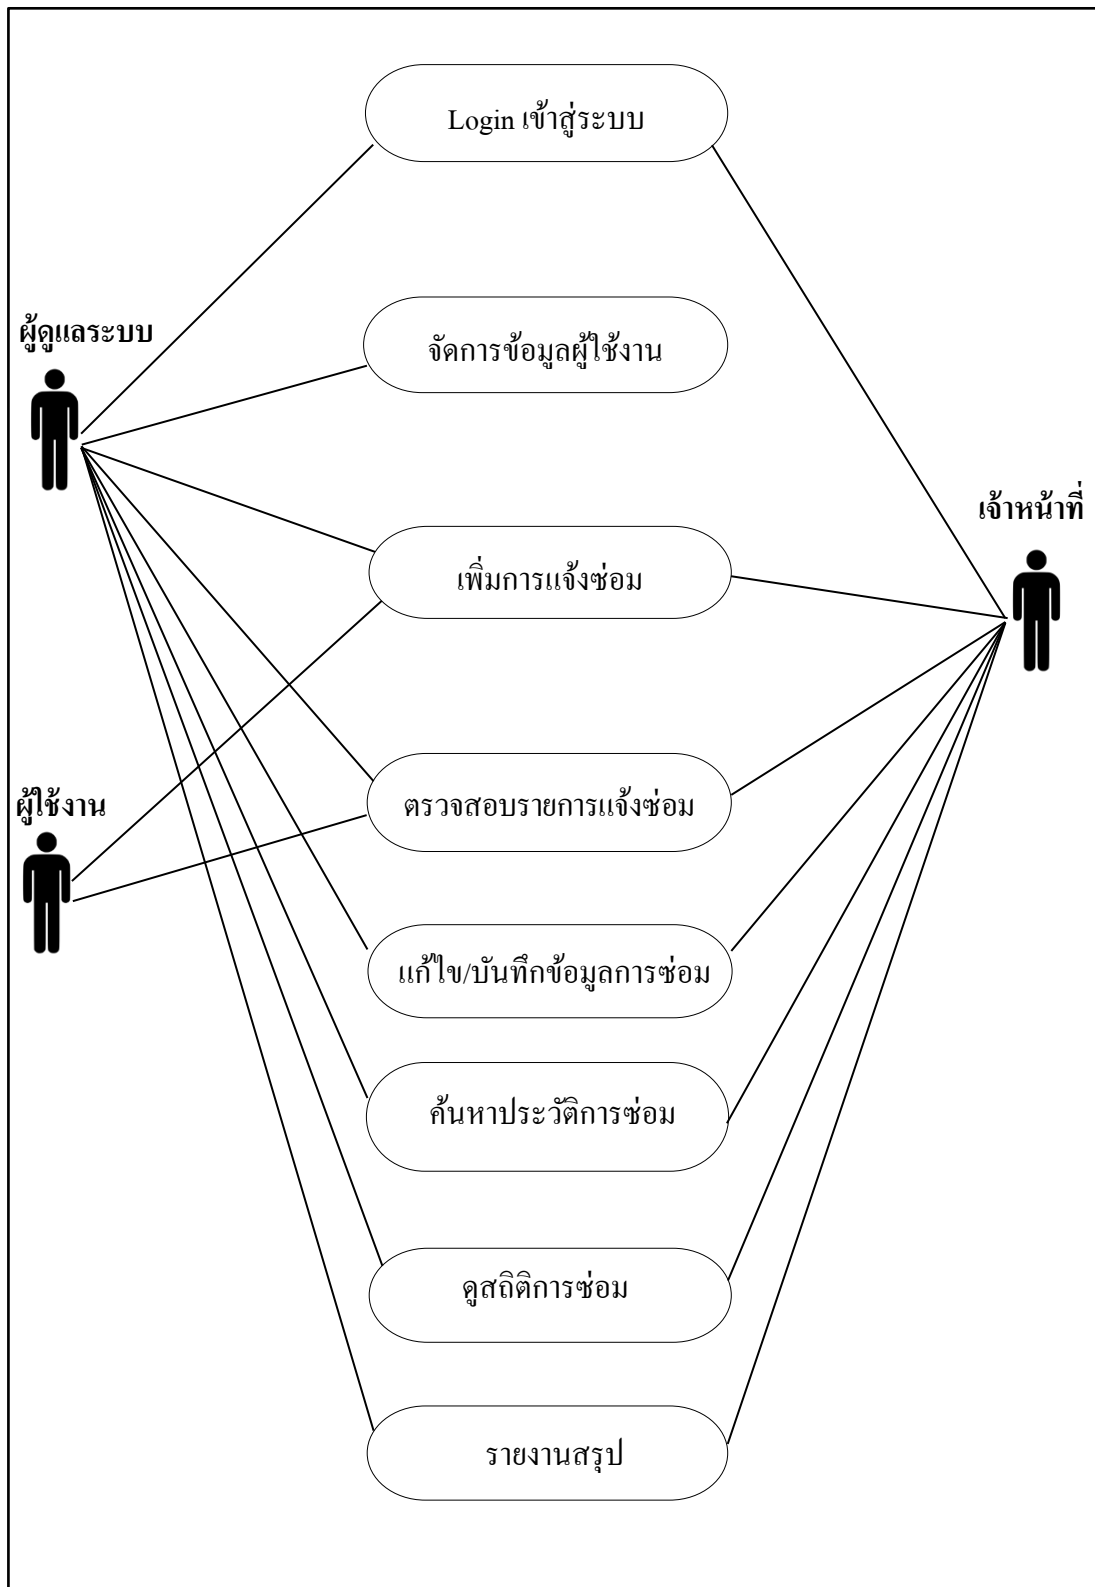 Login เข้าสู่ระบบ
ผู้ดูแลระบบ
จัดการข้อมูลผู้ใช้งาน
เจ้าหน้าที่
เพิ่มการแจ้งซ่อม
ผู้ใช้งาน
ตรวจสอบรายการแจ้งซ่อม
แก้ไข/บันทึกข้อมูลการซ่อม
ค้นหาประวัติการซ่อม
ดูสถิติการซ่อม
รายงานสรุป